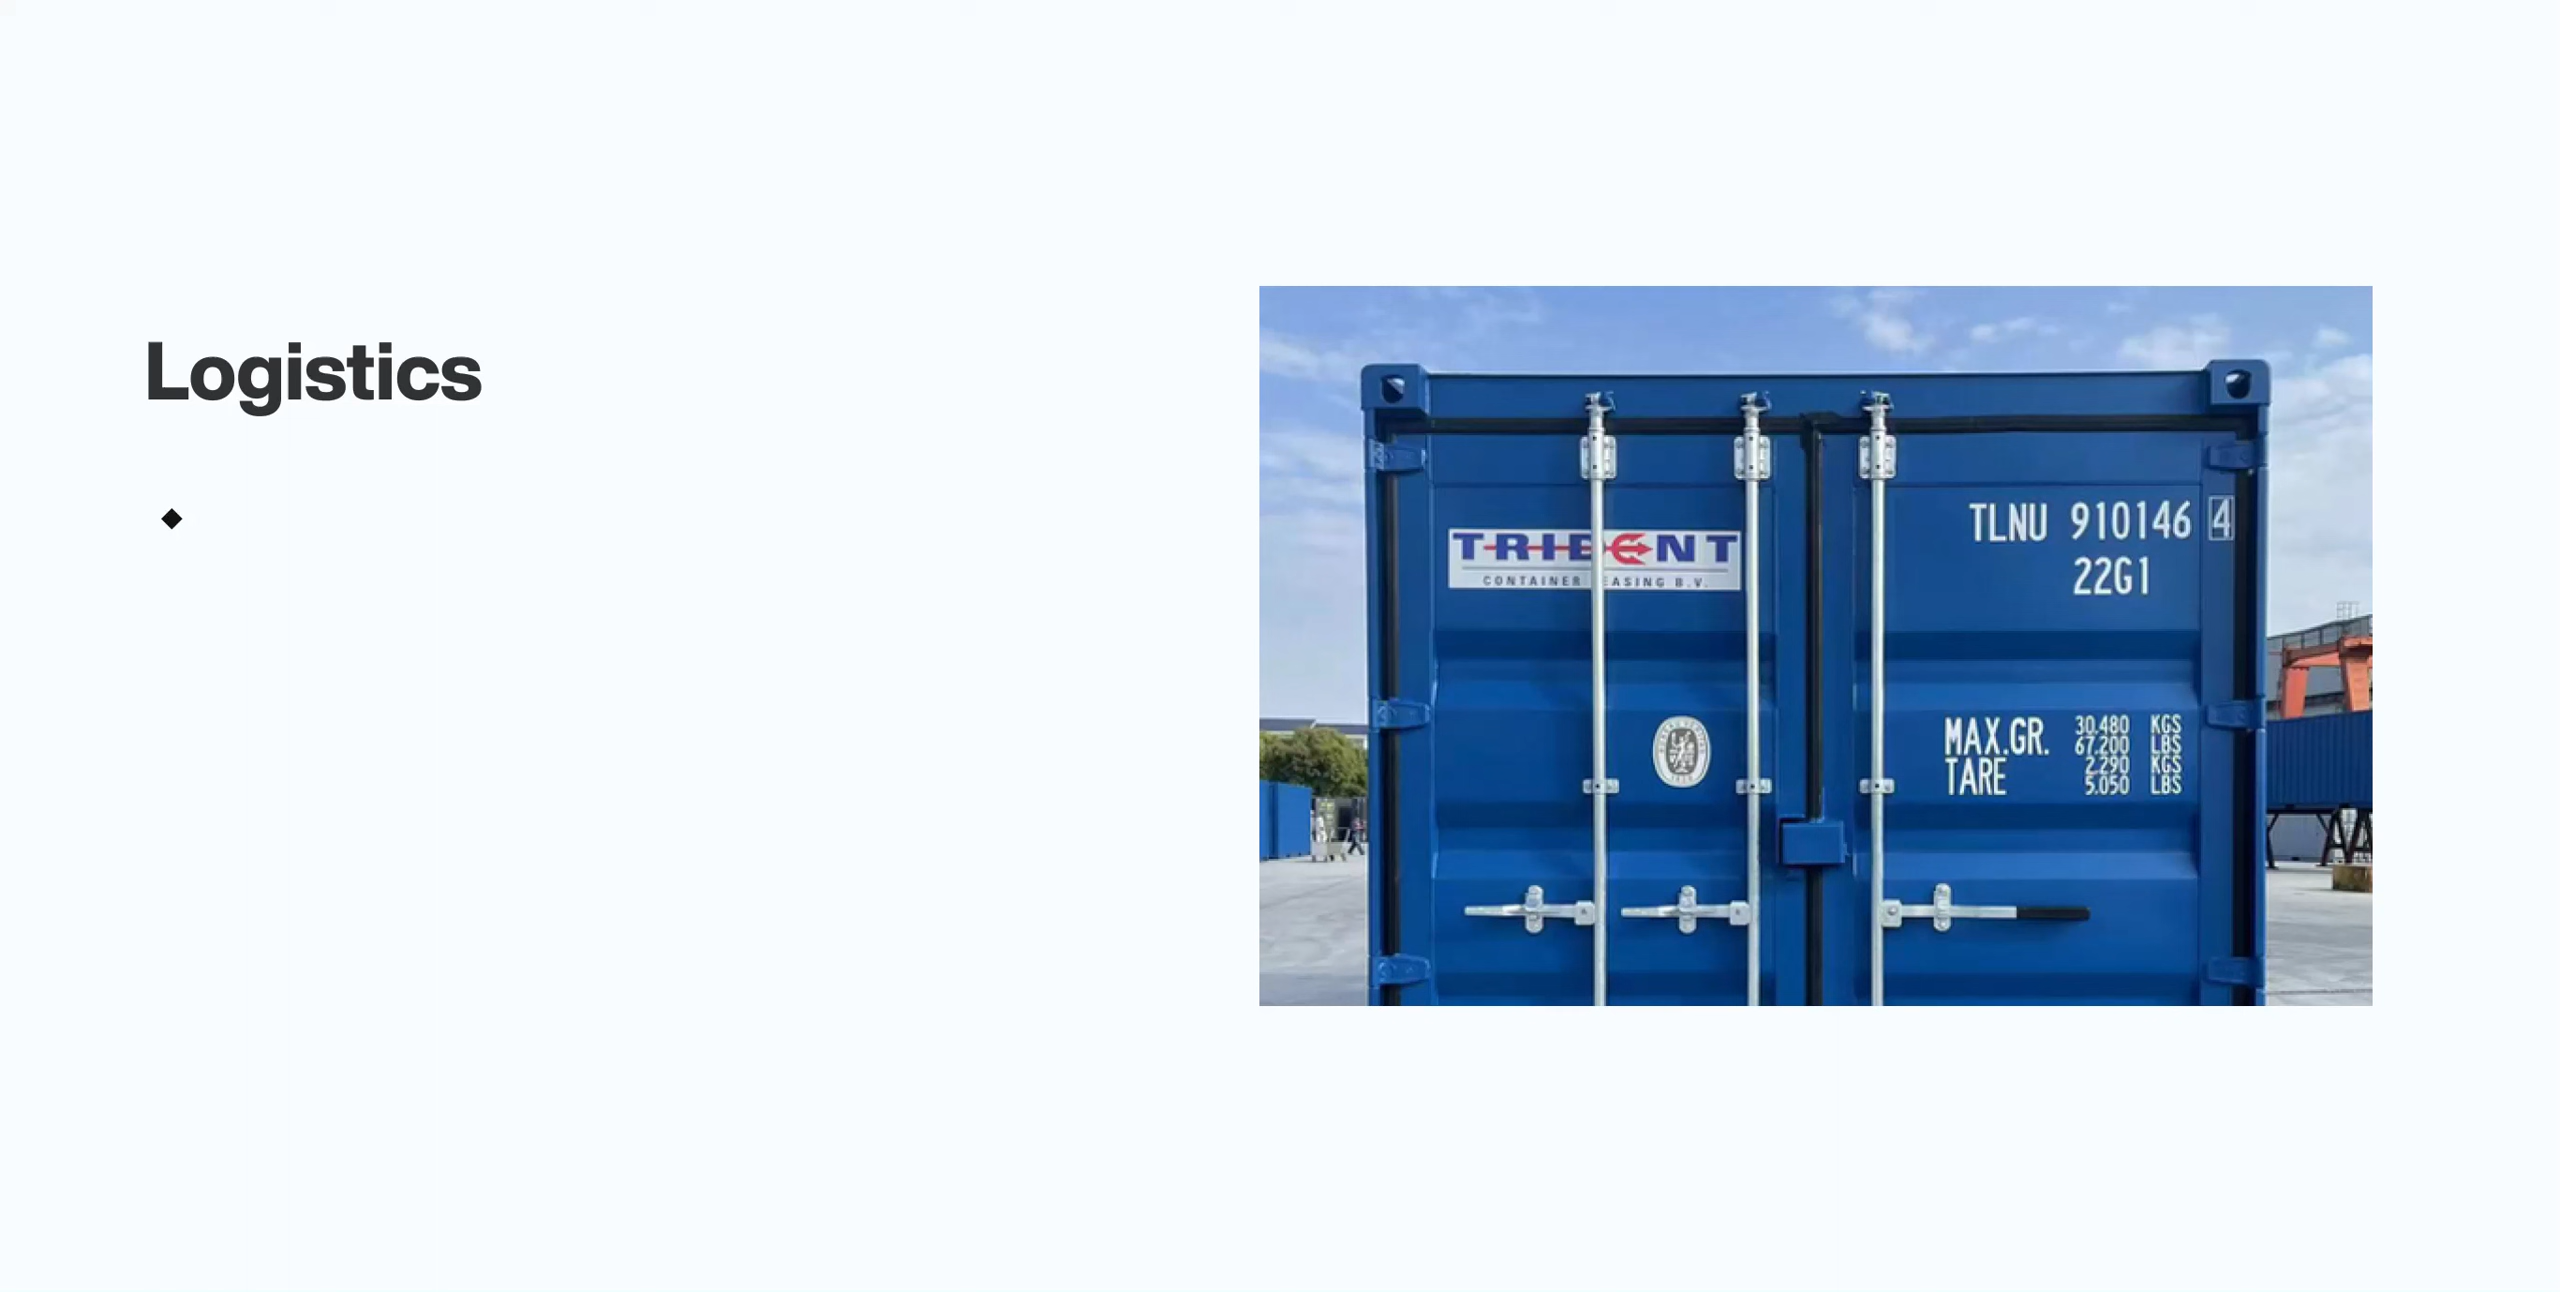 Logistics
TRIDENT
CONTAINER EASING B.V.
TLNU 910146 4
22G1
MAX.GR. 30.480 KGS
67.200 LBS
TARE 2.290 KGS
5.050 LBS